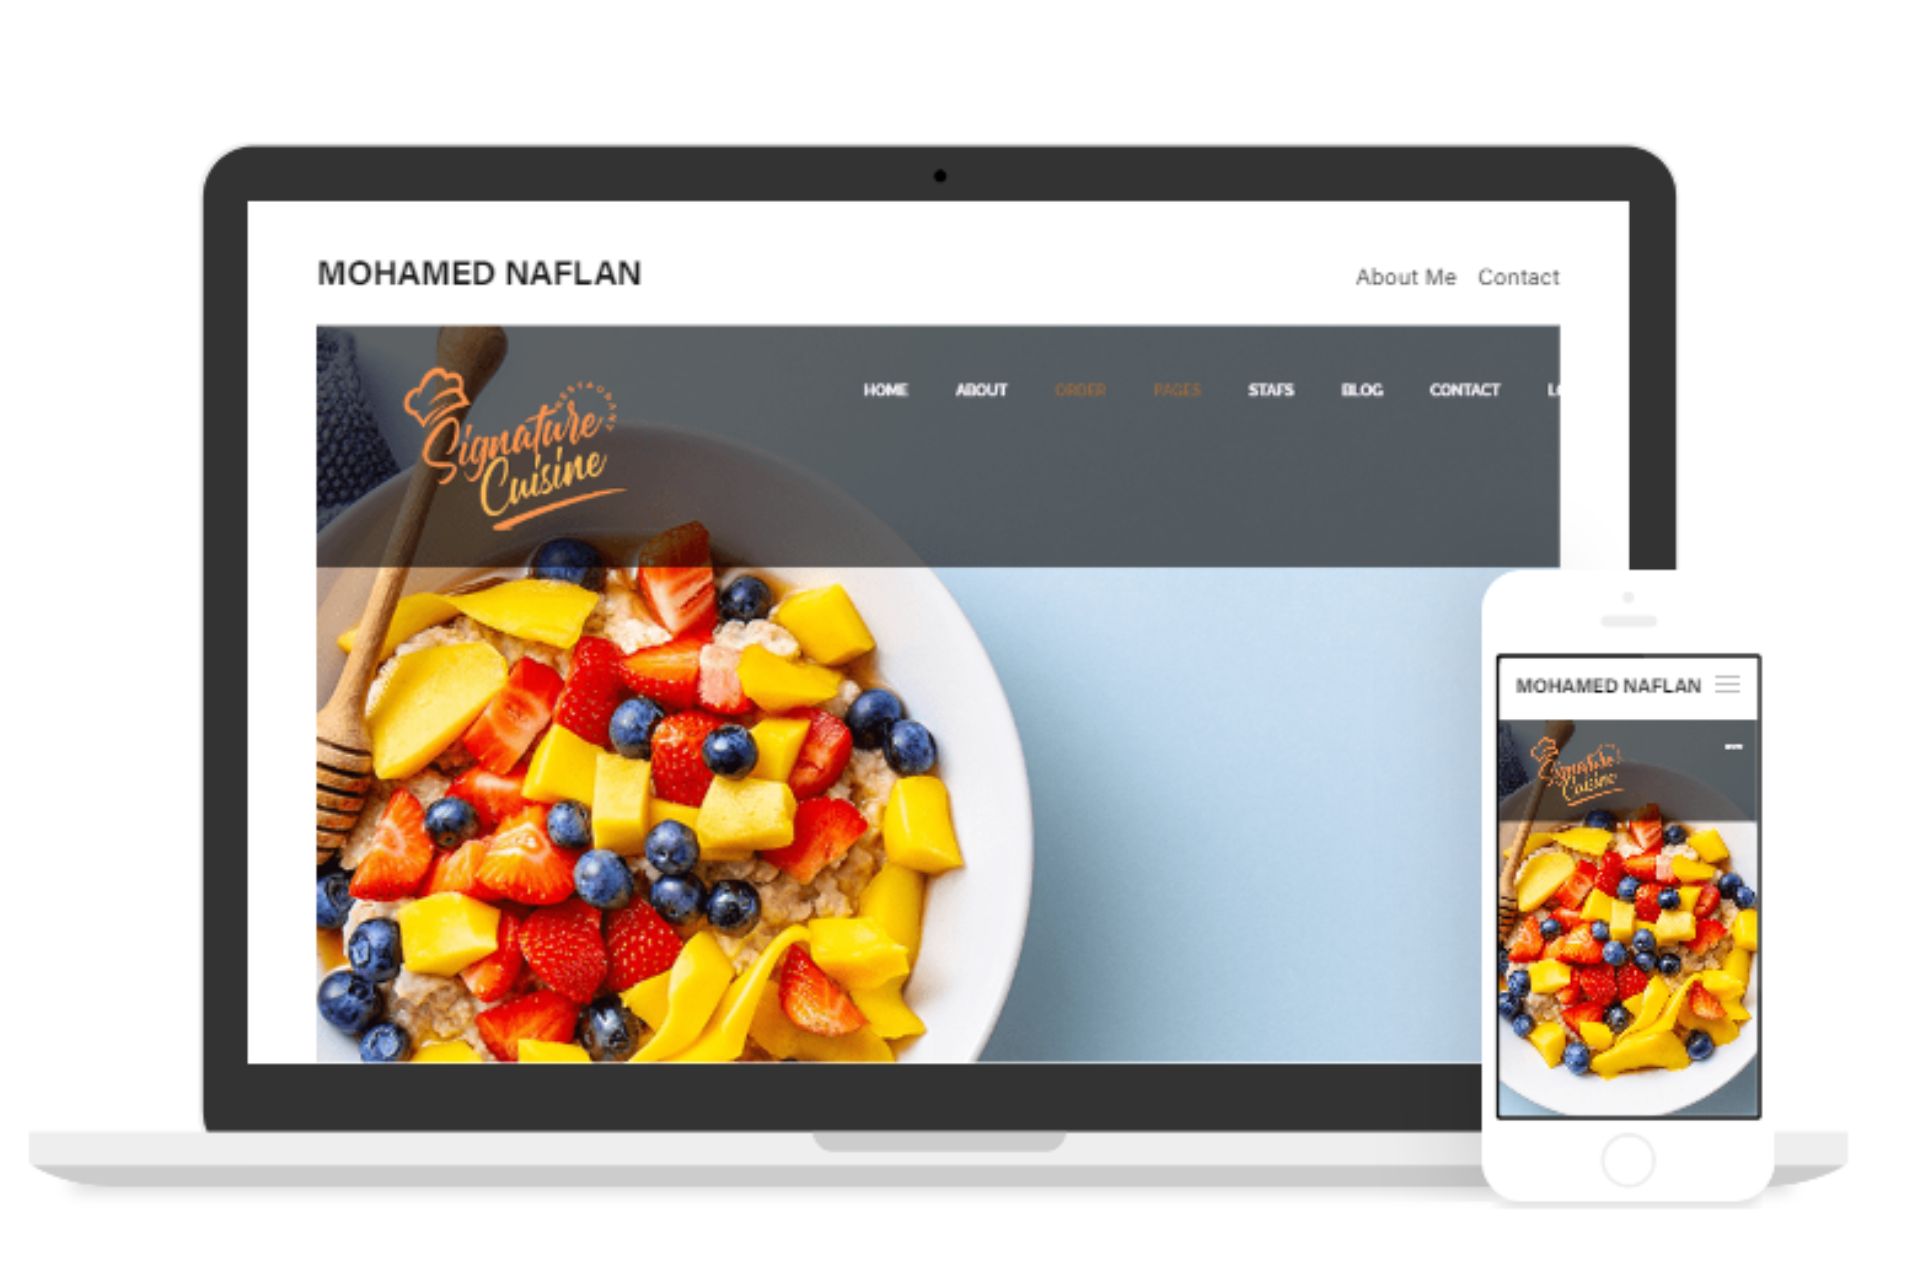 MOHAMED NAFLAN
About Me Contact
RESTAURANT
Signature
Cuisine
HOME ABOUT ORDER PAGES STAFS BLOG CONTACT
MOHAMED NAFLAN
Signature
Cuisine